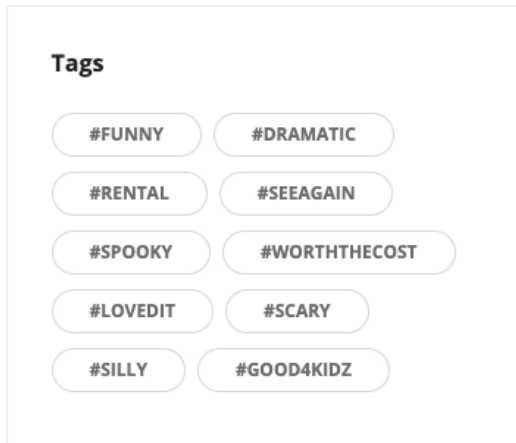 Tags
#FUNNY #DRAMATIC
#RENTAL #SEEAGAIN
#SPOOKY #WORTHTHECOST
#LOVEDIT #SCARY
#SILLY #GOOD4KIDZ